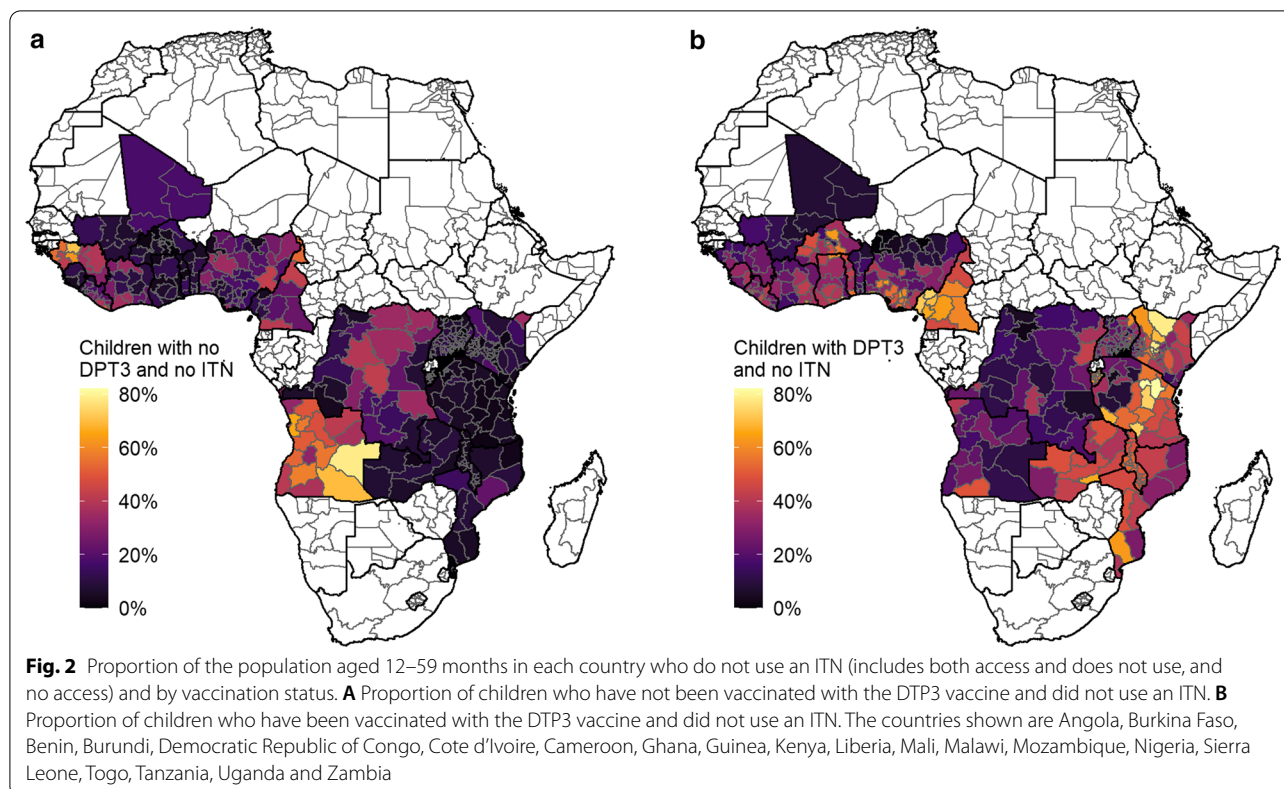 a
b
Children with no
DPT3 and no ITN
80%
60%
40%
20%
0%
Children with DPT3
and no ITN
80%
60%
40%
20%
0%
Fig. 2 Proportion of the population aged 12–59 months in each country who do not use an ITN (includes both access and does not use, and
no access) and by vaccination status. A Proportion of children who have not been vaccinated with the DTP3 vaccine and did not use an ITN. B
Proportion of children who have been vaccinated with the DTP3 vaccine and did not use an ITN. The countries shown are Angola, Burkina Faso,
Benin, Burundi, Democratic Republic of Congo, Cote d'Ivoire, Cameroon, Ghana, Guinea, Kenya, Liberia, Mali, Malawi, Mozambique, Nigeria, Sierra
Leone, Togo, Tanzania, Uganda and Zambia